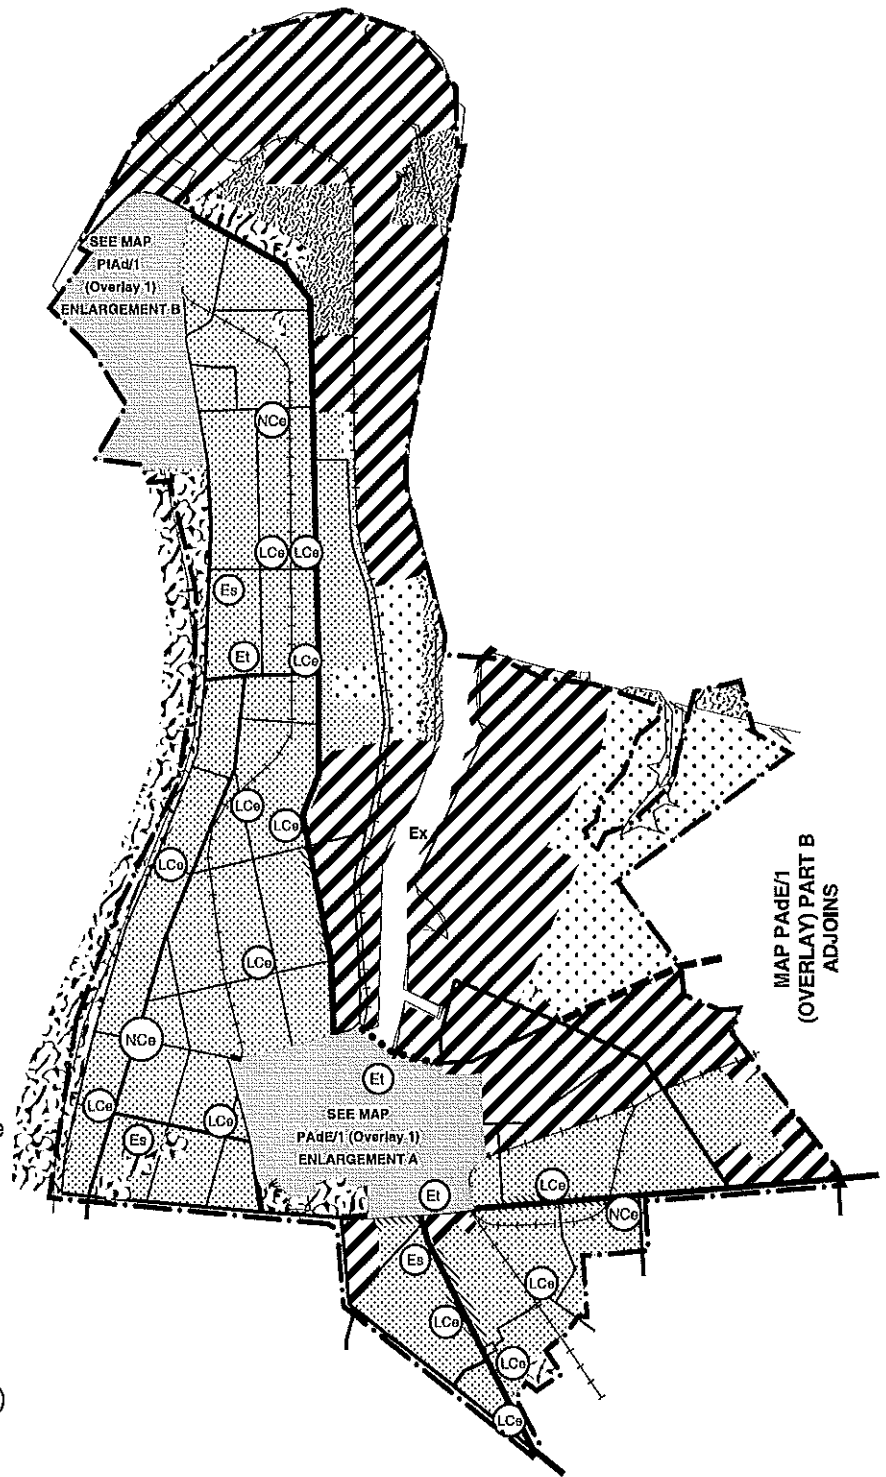 SEE MAP
PtAd/1
(Overlay 1)
ENLARGEMENT B
NCe
LCe
LCe
Es
Et
LCe
LCe
LCe
LCe
Ex
LCe
NCe
MAP PAdE/1
(OVERLAY) PART B
ADJOINS
Et
LCe
LCe
Es
SEE MAP
PAdE/1 (Overlay 1)
ENLARGEMENT A
e
Et
LCe
NCe
Es
LCe
LCe
LCe
LCe
)